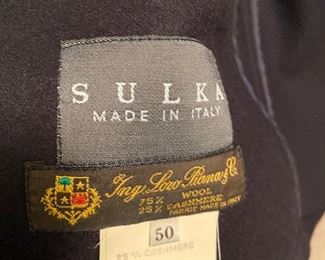 SULKA
MADE IN ITALY
Ing. Loro Piana & C.
75% WOOL
25% CASHMERE
FABRIC MADE IN ITALY
50
25% CASHMERE